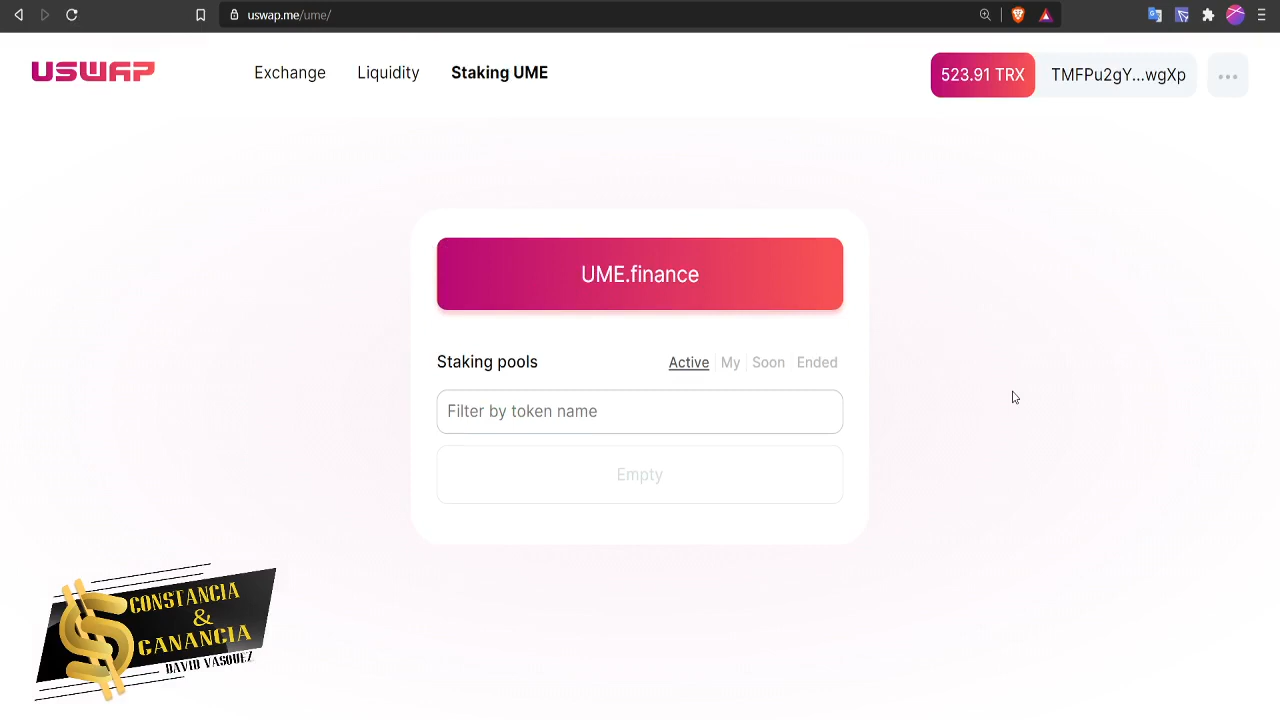 uswap.me/ume/
USWAP
Exchange Liquidity Staking UME
523.91 TRX TMFPu2gY...wgXp
UME.finance
Staking pools Active My Soon Ended
Filter by token name
Empty
CONSTANCIA
&
GANANCIA
DAVID VASQUEZ